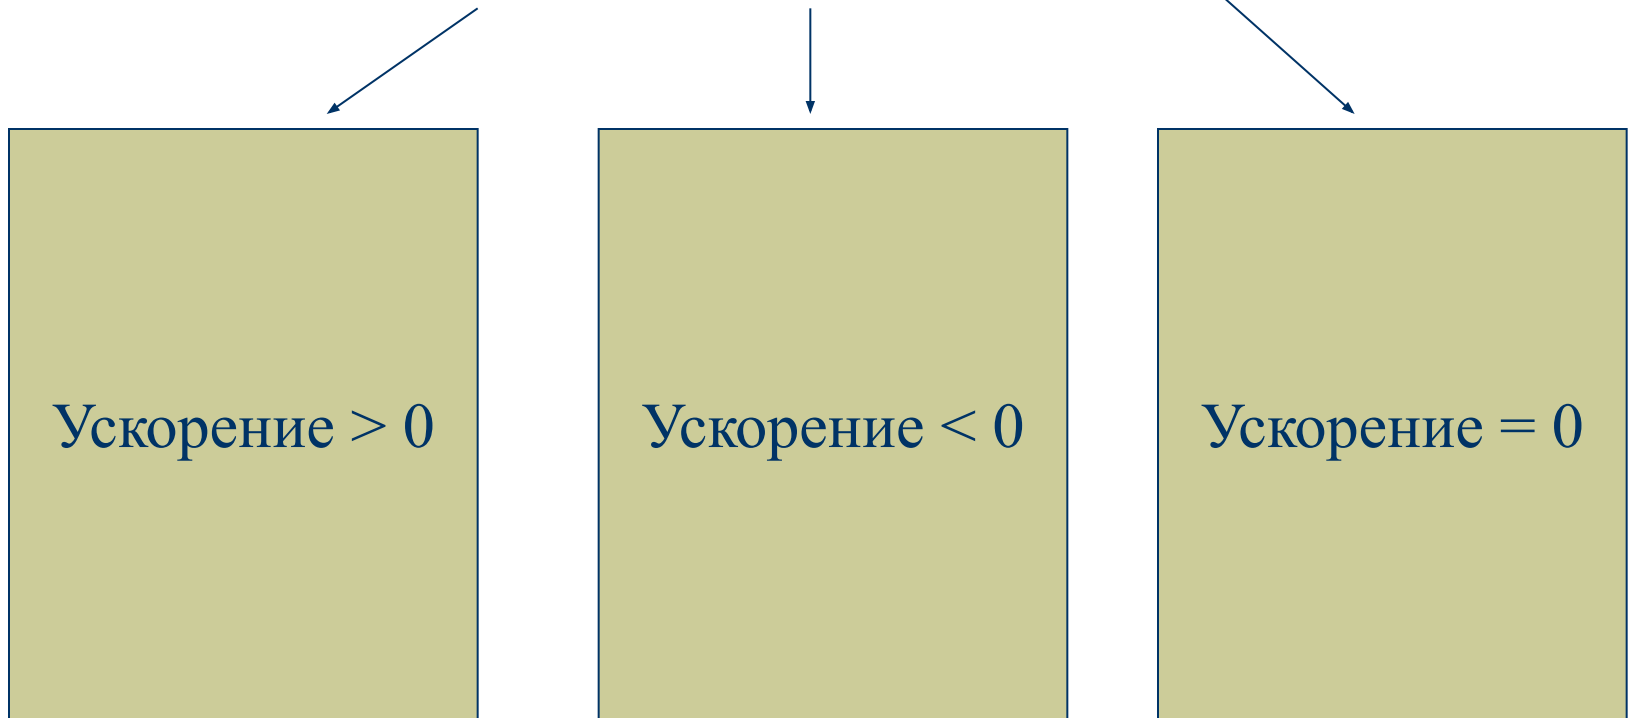 Ускорение > 0
Ускорение < 0
Ускорение = 0